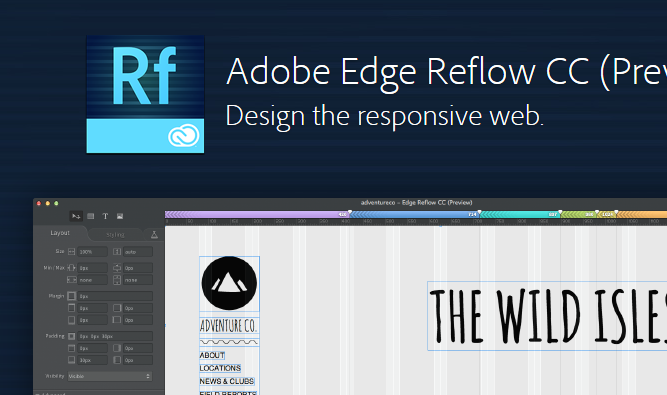 Rf
Adobe Edge Reflow CC (Prev
Design the responsive web.
adventureco – Edge Reflow CC (Preview)
T
Layout
Styling
Size
100%
auto
Min / Max
0px
0px
none
none
Margin
0px
0px
0px
0px
0px
Padding
0px 0px 30px
0px
0px
30px
0px
Visibility
Visible
ADVENTURE CO.
ABOUT
LOCATIONS
NEWS & CLUBS
FIELD REPORTS
THE WILD ISLES